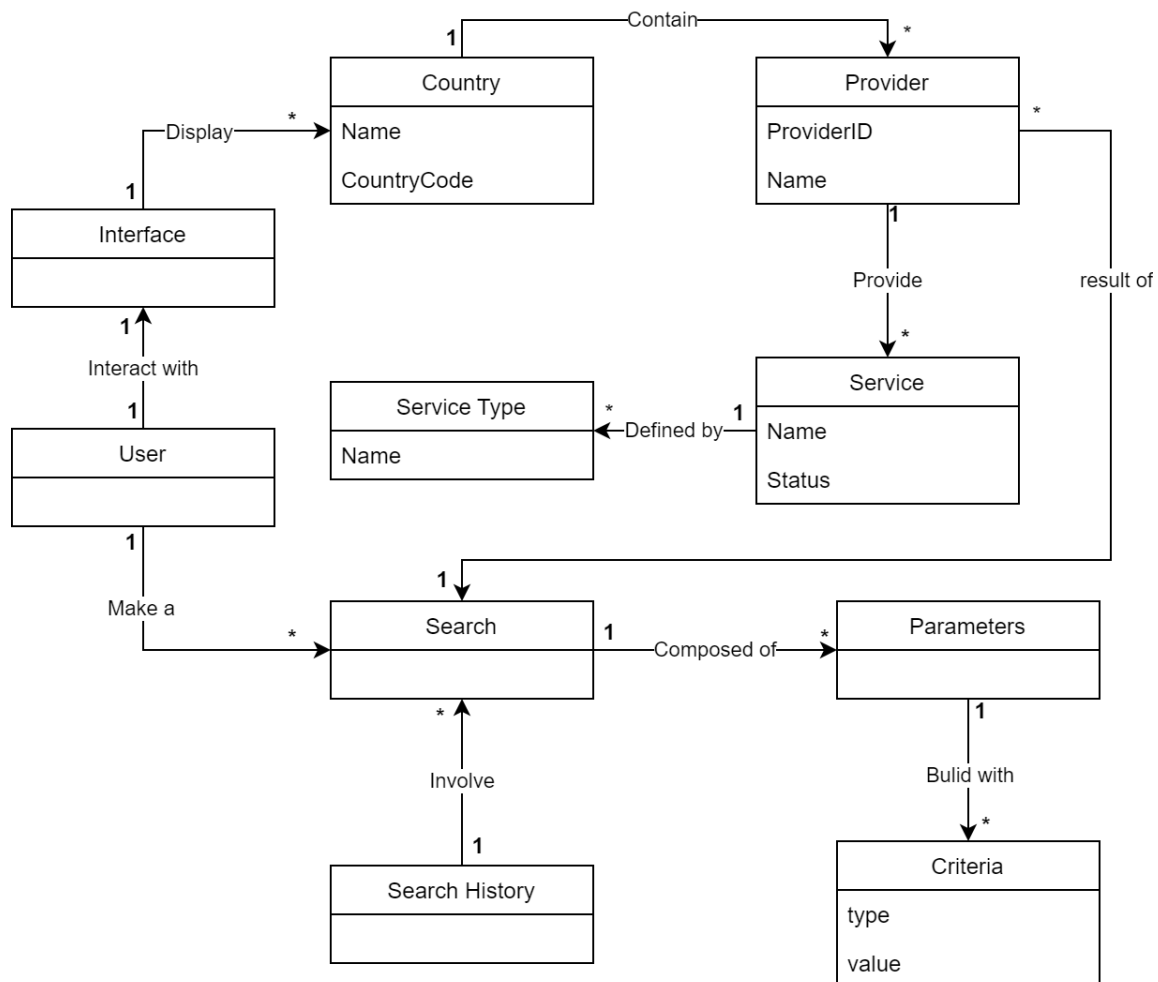 Contain
1
*
Country
Provider
Name
CountryCode
ProviderID
Name
*
Display
*
1
Interface
1
Provide
*
result of
1
Interact with
1
User
Service Type
Name
*
Defined by
1
Service
Name
Status
1
Make a
*
1
Search
1
Composed of
*
Parameters
*
Involve
1
Search History
1
Bulid with
*
Criteria
type
value